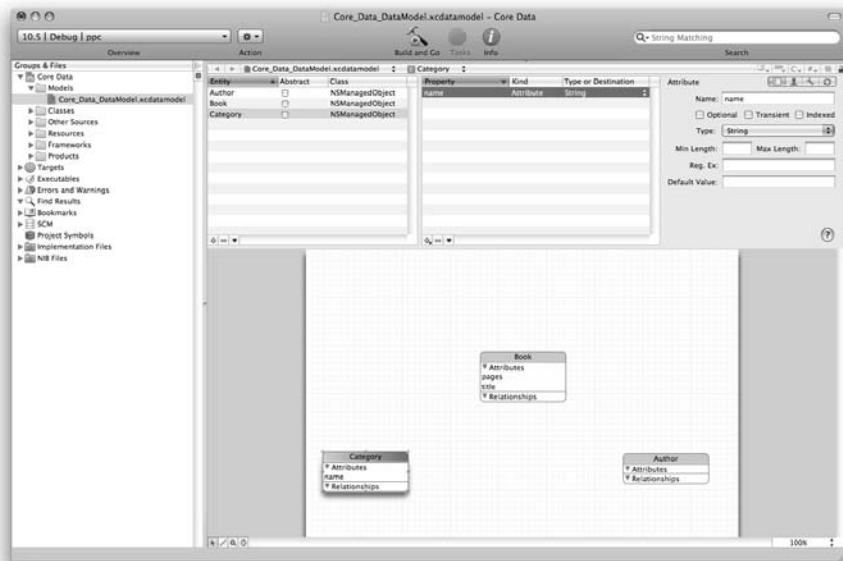 Core_Data_DataModel.xcdatamodel – Core Data
10.5 | Debug | ppc
String Matching
Overview
Action
Build and Go
Tasks
Info
Search
Groups & Files
Core Data
Models
Core_Data_DataModel.xcdatamodel
Classes
Other Sources
Resources
Frameworks
Products
Targets
Executables
Errors and Warnings
Find Results
Bookmarks
SCM
Project Symbols
Implementation Files
NIB Files
Core_Data_DataModel.xcdatamodel
Category
Entity Abstract Class
Author NSManagedObject
Book NSManagedObject
Category NSManagedObject
Property Kind Type or Destination
name Attribute String
Attribute
Name: name
Optional Transient Indexed
Type: String
Min Length: Max Length:
Reg. Ex:
Default Value:
?
Book
Attributes
pages
title
Relationships
Category
Attributes
name
Relationships
Author
Attributes
Relationships
100%